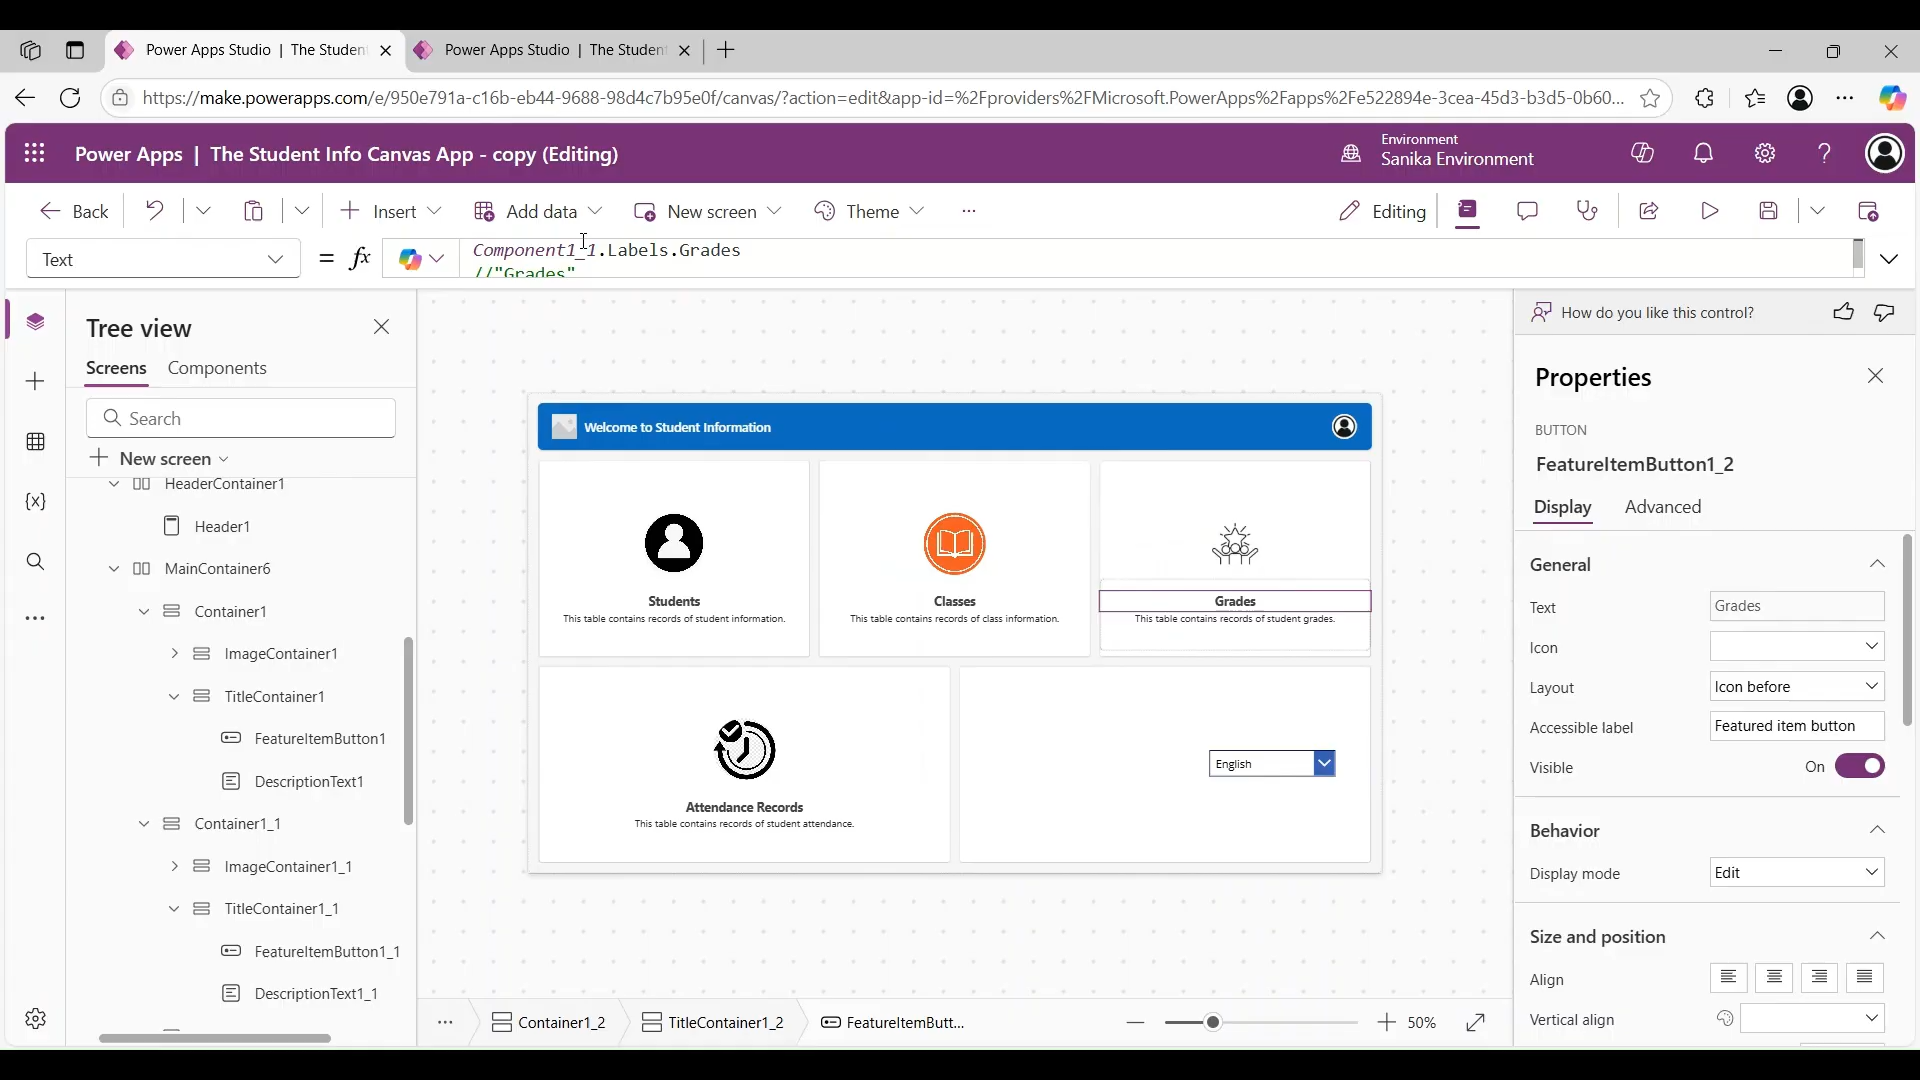 Power Apps Studio | The Student
Power Apps Studio | The Student
https://make.powerapps.com/e/950e791a-c16b-eb44-9688-98d4c7b95e0f/canvas/?action=edit&app-id=%2Fproviders%2FMicrosoft.PowerApps%2Fapps%2Fe522894e-3cea-45d3-b3d5-0b60...
Power Apps | The Student Info Canvas App - copy (Editing)
Environment
Sanika Environment
Back
Insert
Add data
New screen
Theme
Editing
Text
= fx
Component1_1.Labels.Grades
//"Grades"
Tree view
Screens
Components
Search
New screen
HeaderContainer1
Header1
MainContainer6
Container1
ImageContainer1
TitleContainer1
FeatureItemButton1
DescriptionText1
Container1_1
ImageContainer1_1
TitleContainer1_1
FeatureItemButton1_1
DescriptionText1_1
Welcome to Student Information
Students
This table contains records of student information.
Classes
This table contains records of class information.
Grades
This table contains records of student grades.
Attendance Records
This table contains records of student attendance.
English
Container1_2
TitleContainer1_2
FeatureItemButt...
50%
How do you like this control?
Properties
BUTTON
FeatureItemButton1_2
Display
Advanced
General
Text
Grades
Icon
Layout
Icon before
Accessible label
Featured item button
Visible
On
Behavior
Display mode
Edit
Size and position
Align
Vertical align